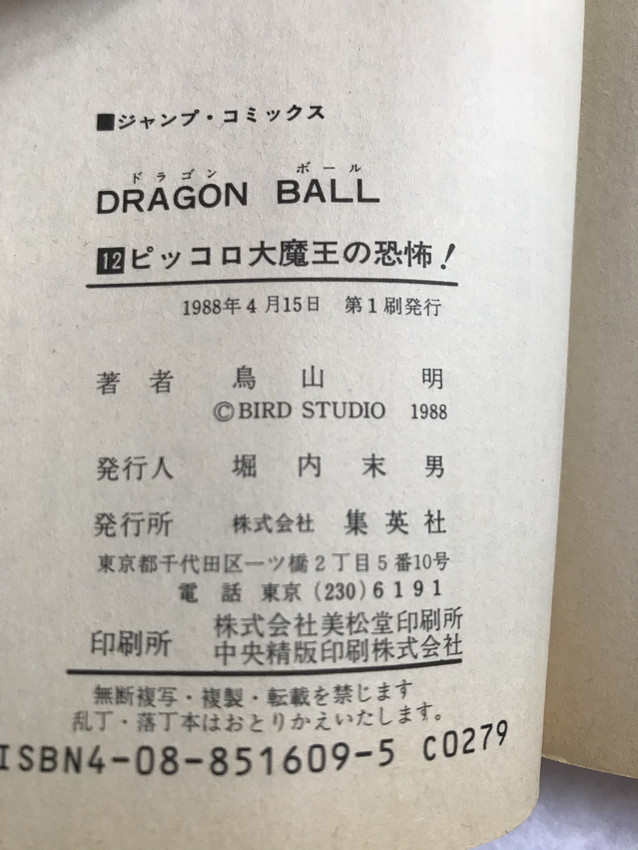 ■ジャンプ・コミックス
ドラゴン ボール
DRAGON BALL
12ピッコロ大魔王の恐怖!
1988年4月15日 第1刷発行
著者 鳥山明
©BIRD STUDIO 1988
発行人 堀内末男
発行所 株式会社 集英社
東京都千代田区一ツ橋2丁目5番10号
電話 東京(230)6191
印刷所 株式会社美松堂印刷所
中央精版印刷株式会社
無断複写・複製・転載を禁じます
乱丁・落丁本はおとりかえいたします。
ISBN4-08-851609-5 C0279